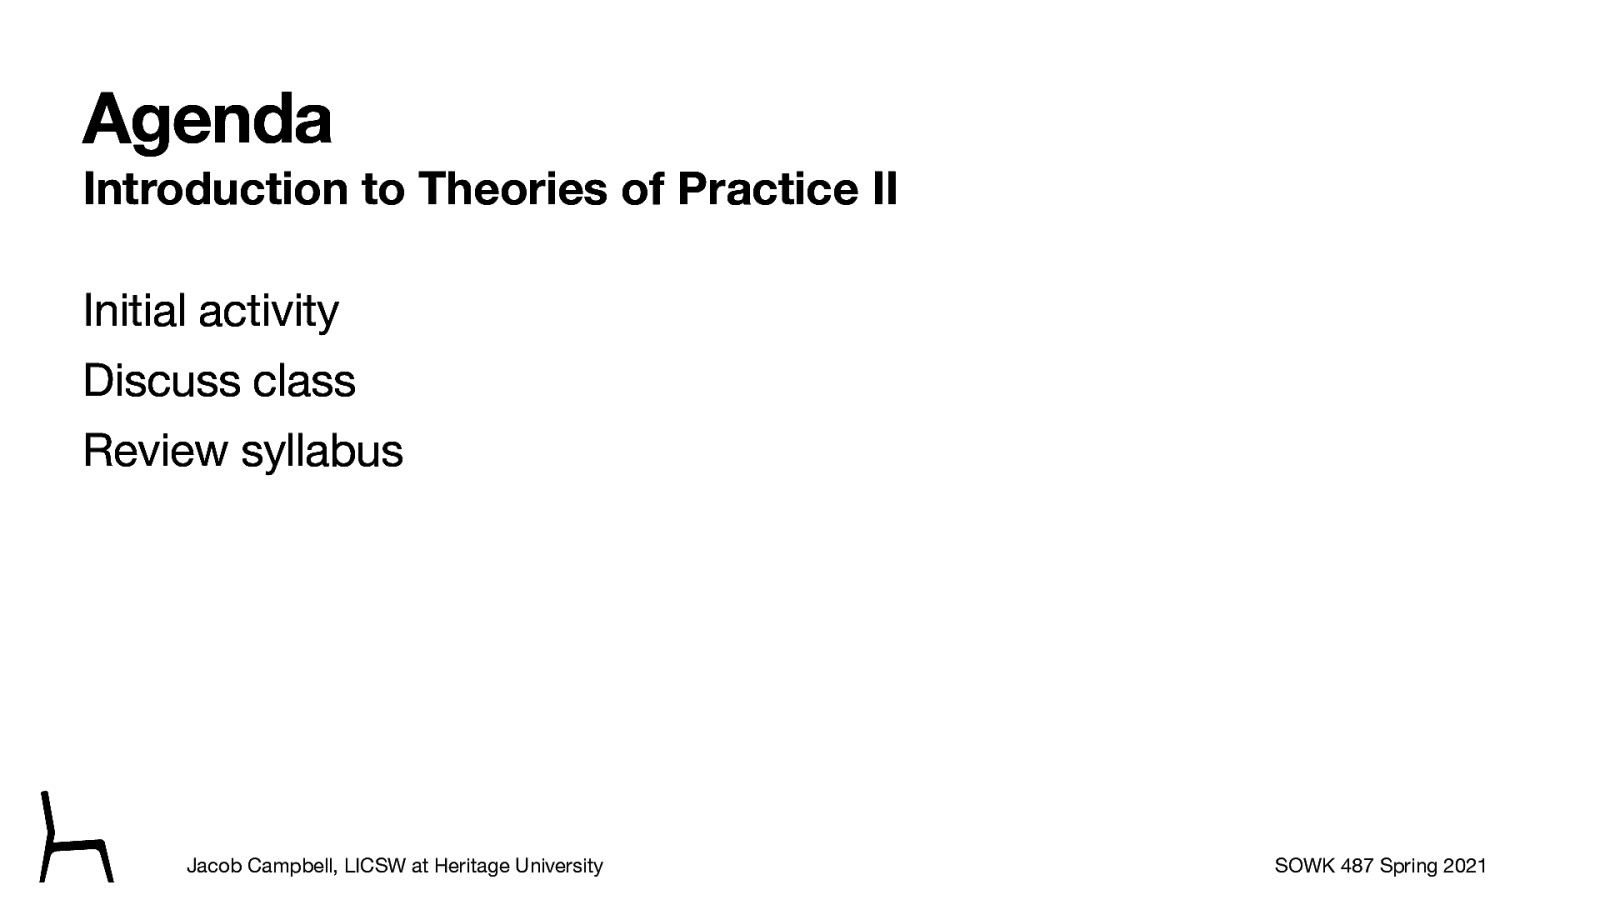 Agenda
Introduction to Theories of Practice II
Initial activity
Discuss class
Review syllabus
Jacob Campbell, LICSW at Heritage University
SOWK 487 Spring 2021